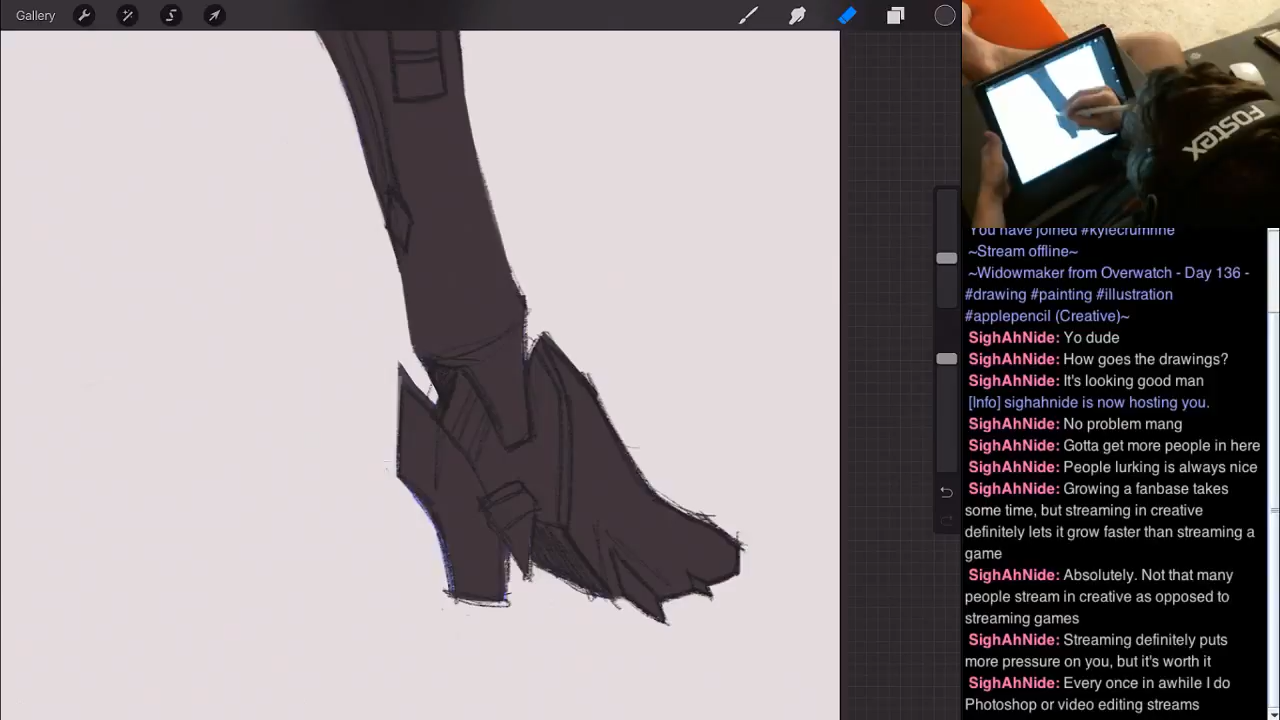 Gallery
FOSTEX
You have joined #kylecrumrine
~Stream offline~
~Widowmaker from Overwatch - Day 136 -
#drawing #painting #illustration
#applepencil (Creative)~
SighAhNide: Yo dude
SighAhNide: How goes the drawings?
SighAhNide: It's looking good man
[Info] sighahnide is now hosting you.
SighAhNide: No problem mang
SighAhNide: Gotta get more people in here
SighAhNide: People lurking is always nice
SighAhNide: Growing a fanbase takes
some time, but streaming in creative
definitely lets it grow faster than streaming a
game
SighAhNide: Absolutely. Not that many
people stream in creative as opposed to
streaming games
SighAhNide: Streaming definitely puts
more pressure on you, but it's worth it
SighAhNide: Every once in awhile I do
Photoshop or video editing streams